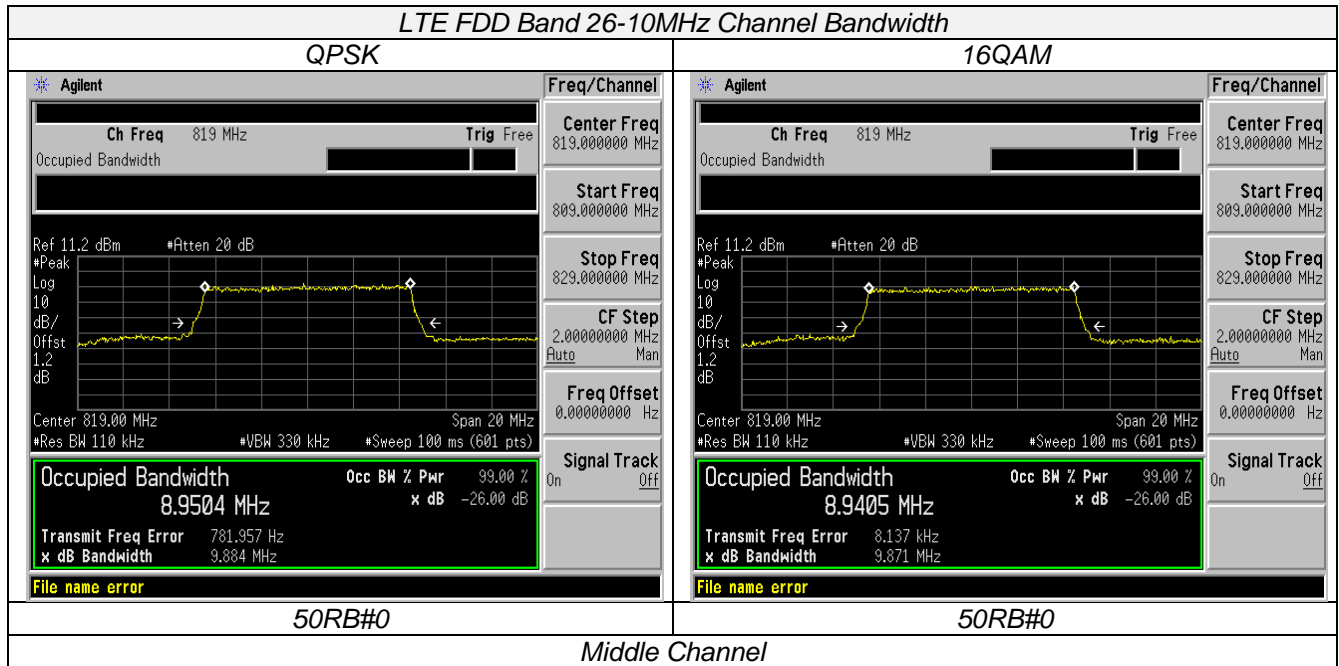 LTE FDD Band 26-10MHz Channel Bandwidth
QPSK
Agilent
Freq/Channel
Ch Freq 819 MHz Trig Free
Occupied Bandwidth
Center Freq
819.000000 MHz
Start Freq
809.000000 MHz
Stop Freq
829.000000 MHz
CF Step
2.00000000 MHz
Auto Man
Freq Offset
0.00000000 Hz
Signal Track
On Off
Ref 11.2 dBm #Atten 20 dB
#Peak
Log
10
dB/
Offst
1.2
dB
Center 819.00 MHz Span 20 MHz
#Res BW 110 kHz #VBW 330 kHz #Sweep 100 ms (601 pts)
Occupied Bandwidth Occ BW % Pwr 99.00 %
8.9504 MHz x dB -26.00 dB
Transmit Freq Error 781.957 Hz
x dB Bandwidth 9.884 MHz
File name error
50RB#0
16QAM
Agilent
Freq/Channel
Ch Freq 819 MHz Trig Free
Occupied Bandwidth
Center Freq
819.000000 MHz
Start Freq
809.000000 MHz
Stop Freq
829.000000 MHz
CF Step
2.00000000 MHz
Auto Man
Freq Offset
0.00000000 Hz
Signal Track
On Off
Ref 11.2 dBm #Atten 20 dB
#Peak
Log
10
dB/
Offst
1.2
dB
Center 819.00 MHz Span 20 MHz
#Res BW 110 kHz #VBW 330 kHz #Sweep 100 ms (601 pts)
Occupied Bandwidth Occ BW % Pwr 99.00 %
8.9405 MHz x dB -26.00 dB
Transmit Freq Error 8.137 kHz
x dB Bandwidth 9.871 MHz
File name error
50RB#0
Middle Channel